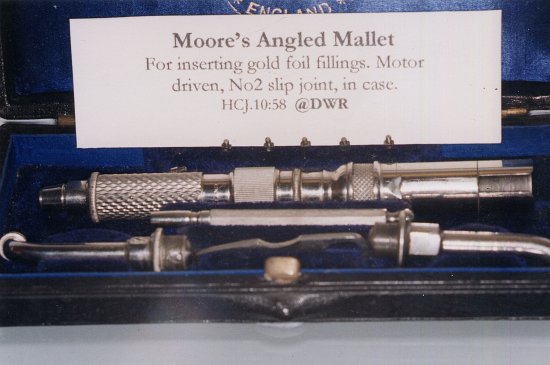 ENGLAND
Moore's Angled Mallet
For inserting gold foil fillings. Motor
driven, No2 slip joint, in case.
HCJ.10:58 @DWR